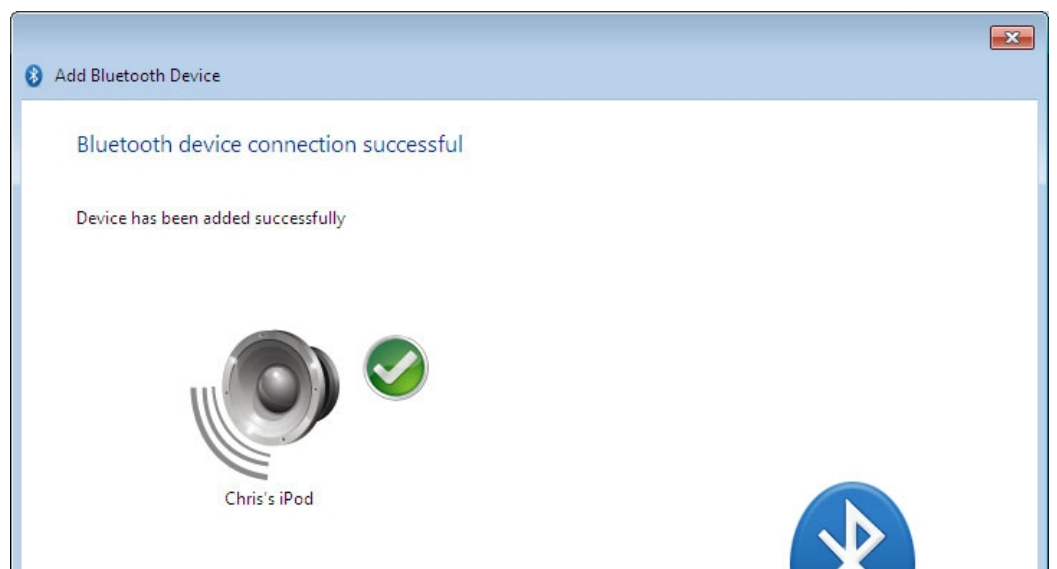 Add Bluetooth Device
Bluetooth device connection successful
Device has been added successfully
Chris's iPod